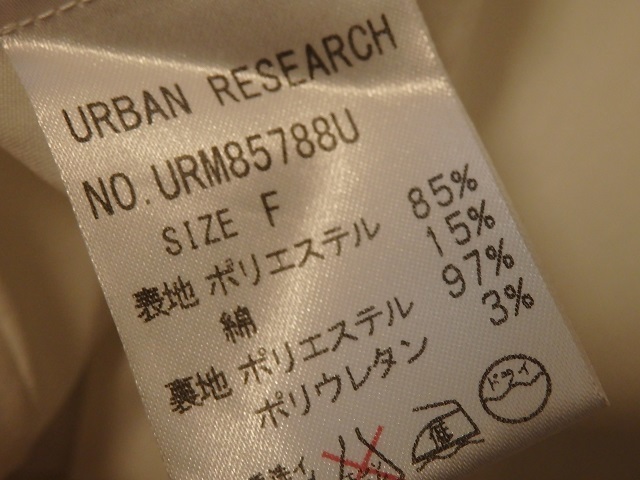 URBAN RESEARCH
NO.URM85788U
SIZE F
表地 ポリエステル 85%
綿 15%
裏地 ポリエステル 97%
ポリウレタン 3%
ドライ
低